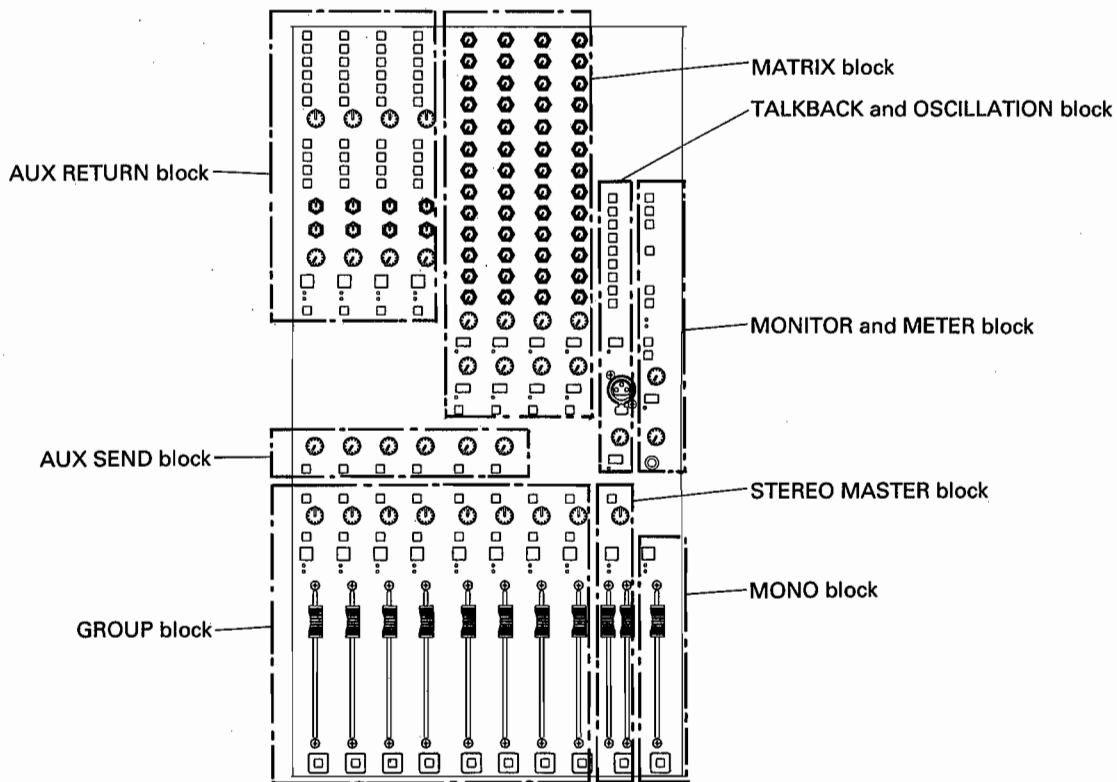 MATRIX block
TALKBACK and OSCILLATION block
AUX RETURN block
MONITOR and METER block
AUX SEND block
STEREO MASTER block
MONO block
GROUP block